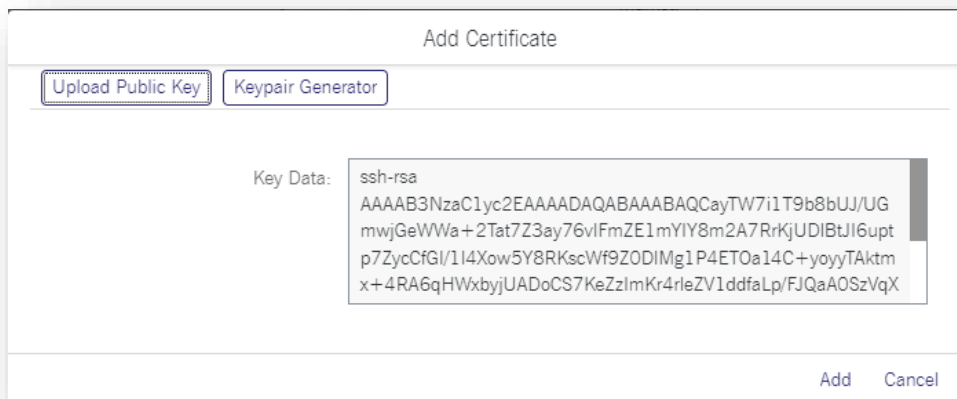 Add Certificate
Upload Public Key
Keypair Generator
Key Data:
ssh-rsa
AAAAB3NzaC1yc2EAAAADAQABAAABAQCayTW7i1T9b8bUJ/UG
mwjGeWWa+2Tat7Z3ay76vIFmZE1mYIY8m2A7RrKjUDIBtJI6upt
p7ZycCfGI/1I4Xow5Y8RKscWf9Z0DIMg1P4ETOa14C+yoyyTAktm
x+4RA6qHWxbyjUADoCS7KeZzImKr4rleZV1ddfaLp/FJQaAOSzVqX
Add
Cancel